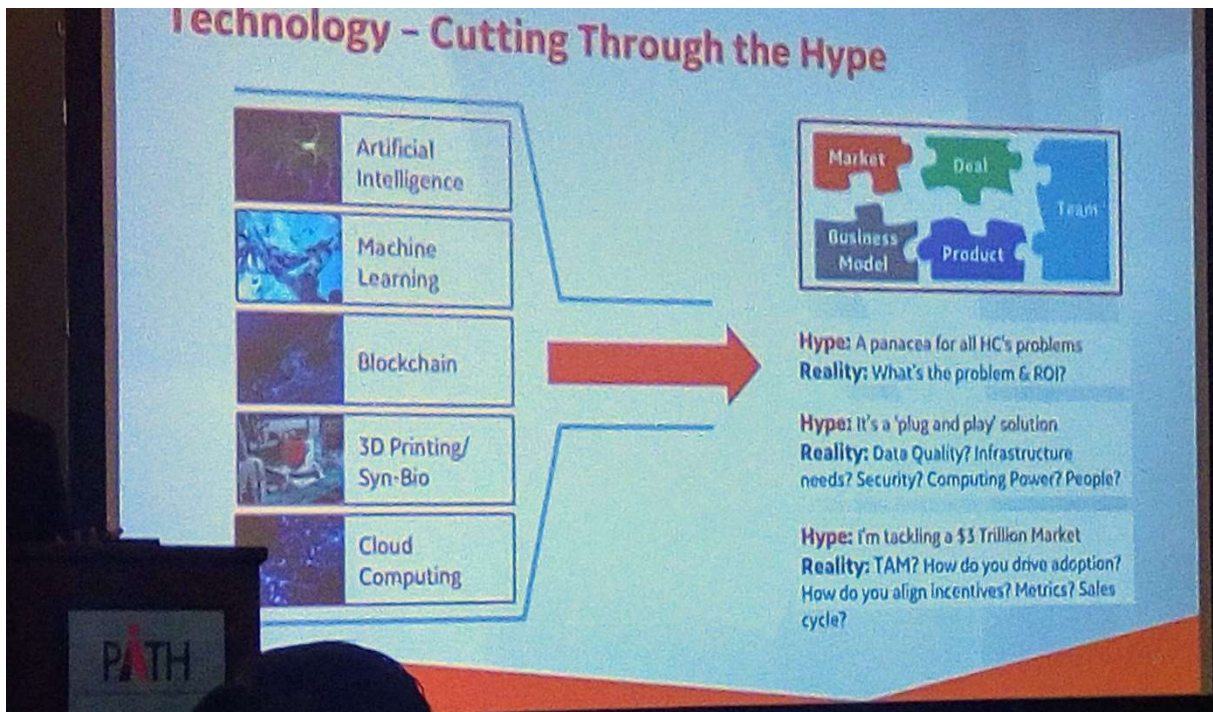 Technology – Cutting Through the Hype
Artificial
Intelligence
Machine
Learning
Blockchain
3D Printing/
Syn-Bio
Cloud
Computing
Market
Deal
Team
Business
Model
Product
Hype: A panacea for all HC's problems
Reality: What's the problem & ROI?
Hype: It's a 'plug and play' solution
Reality: Data Quality? Infrastructure
needs? Security? Computing Power? People?
Hype: I'm tackling a $3 Trillion Market
Reality: TAM? How do you drive adoption?
How do you align incentives? Metrics? Sales
cycle?
PATH